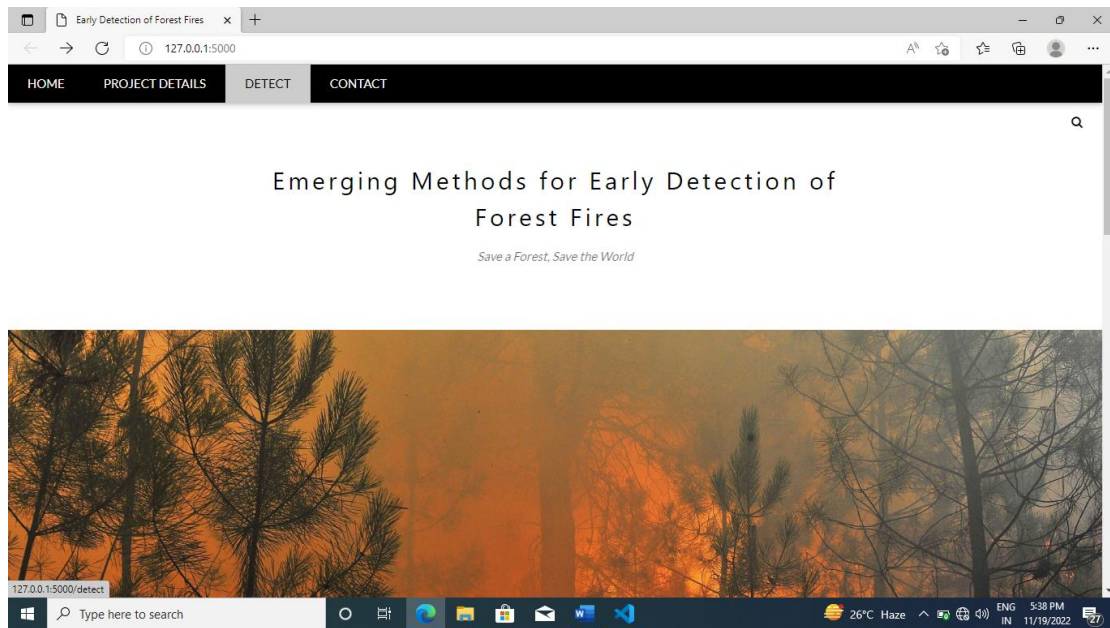 Early Detection of Forest Fires
127.0.0.1:5000
HOME PROJECT DETAILS DETECT CONTACT
Emerging Methods for Early Detection of
Forest Fires
Save a Forest, Save the World
127.0.0.1:5000/detect
Type here to search
26°C Haze
ENG
IN
5:38 PM
11/19/2022
27